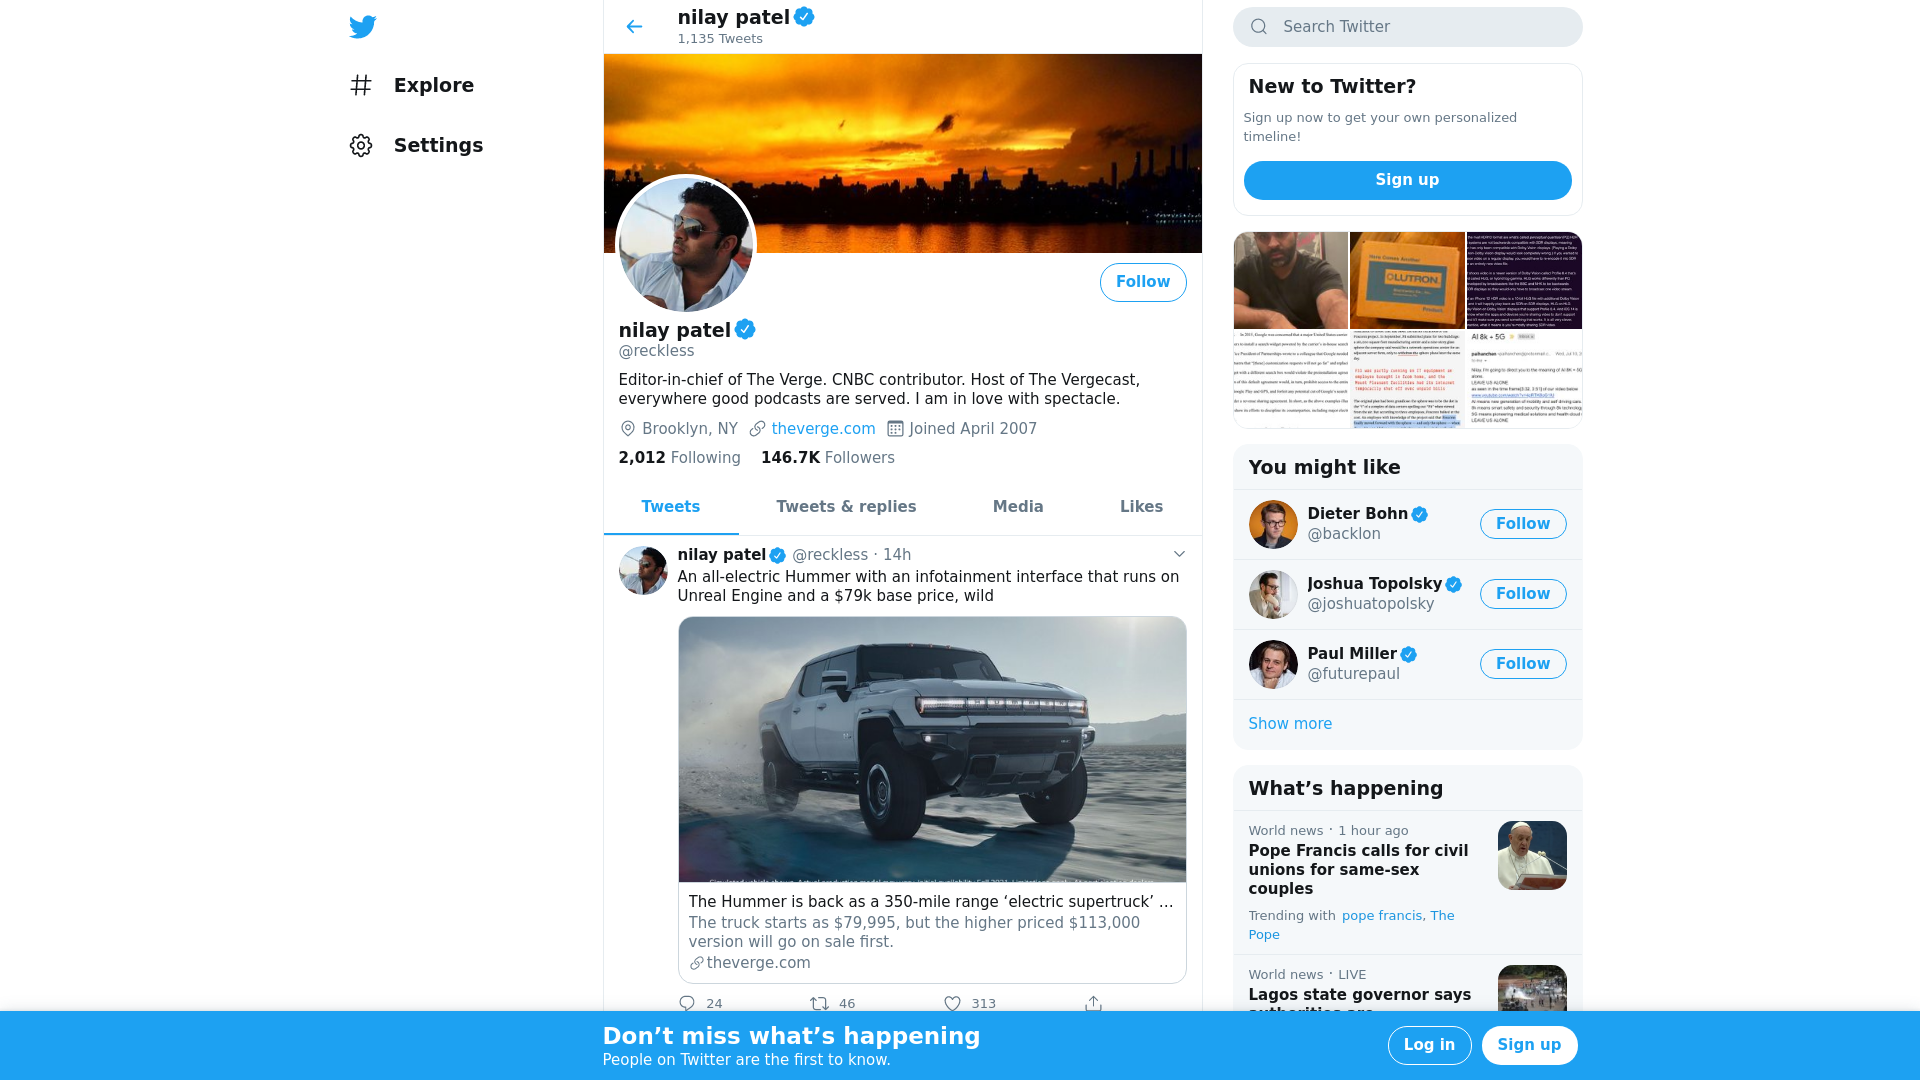 Explore
Settings
nilay patel
1,135 Tweets
Follow
nilay patel
@reckless
Editor-in-chief of The Verge. CNBC contributor. Host of The Vergecast,
everywhere good podcasts are served. I am in love with spectacle.
Brooklyn, NY theverge.com Joined April 2007
2,012 Following 146.7K Followers
Tweets Tweets & replies Media Likes
nilay patel @reckless · 14h
An all-electric Hummer with an infotainment interface that runs on
Unreal Engine and a $79k base price, wild
The Hummer is back as a 350-mile range ‘electric supertruck’ …
The truck starts as $79,995, but the higher priced $113,000
version will go on sale first.
theverge.com
24 46 313
Search Twitter
New to Twitter?
Sign up now to get your own personalized
timeline!
Sign up
LUTRON
AI 8k + 5G
LEAVE US ALONE
You might like
Dieter Bohn
@backlon
Follow
Joshua Topolsky
@joshuatopolsky
Follow
Paul Miller
@futurepaul
Follow
Show more
What’s happening
World news · 1 hour ago
Pope Francis calls for civil
unions for same-sex
couples
Trending with pope francis, The
Pope
World news · LIVE
Lagos state governor says
Don’t miss what’s happening
People on Twitter are the first to know.
Log in
Sign up